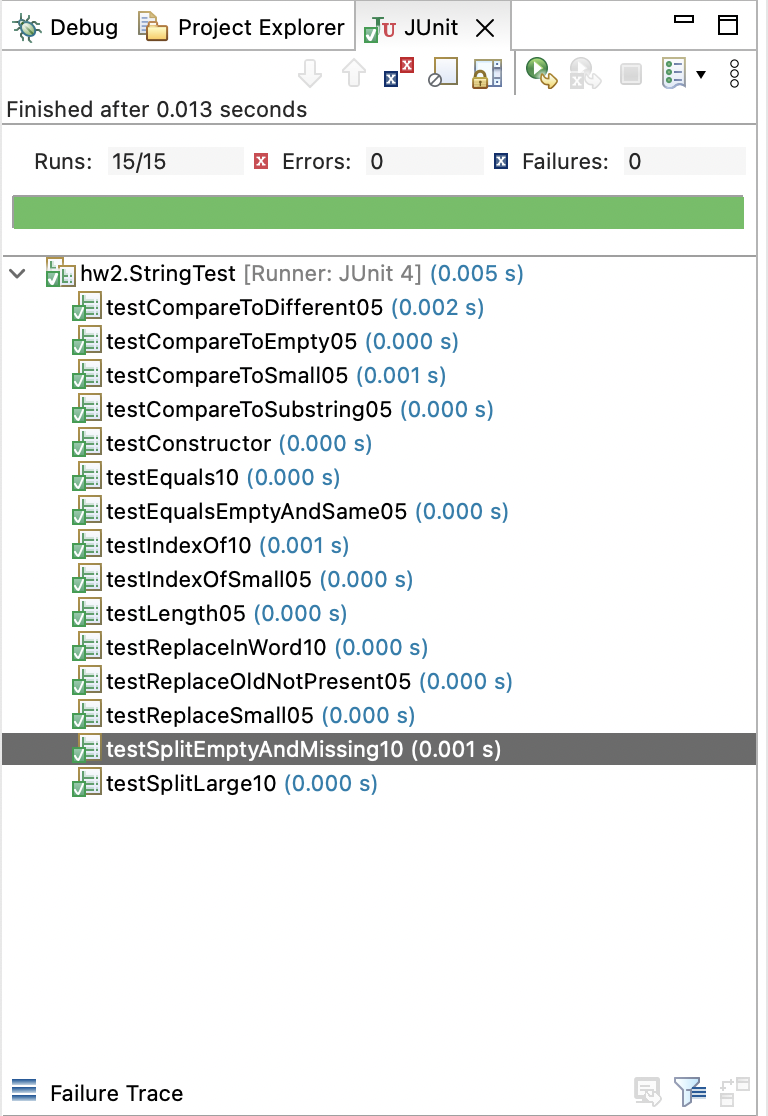 Debug Project Explorer JUnit
Finished after 0.013 seconds
Runs: 15/15 Errors: 0 Failures: 0
hw2.StringTest [Runner: JUnit 4] (0.005 s)
testCompareToDifferent05 (0.002 s)
testCompareToEmpty05 (0.000 s)
testCompareToSmall05 (0.001 s)
testCompareToSubstring05 (0.000 s)
testConstructor (0.000 s)
testEquals10 (0.000 s)
testEqualsEmptyAndSame05 (0.000 s)
testIndexOf10 (0.001 s)
testIndexOfSmall05 (0.000 s)
testLength05 (0.000 s)
testReplaceInWord10 (0.000 s)
testReplaceOldNotPresent05 (0.000 s)
testReplaceSmall05 (0.000 s)
testSplitEmptyAndMissing10 (0.001 s)
testSplitLarge10 (0.000 s)
Failure Trace